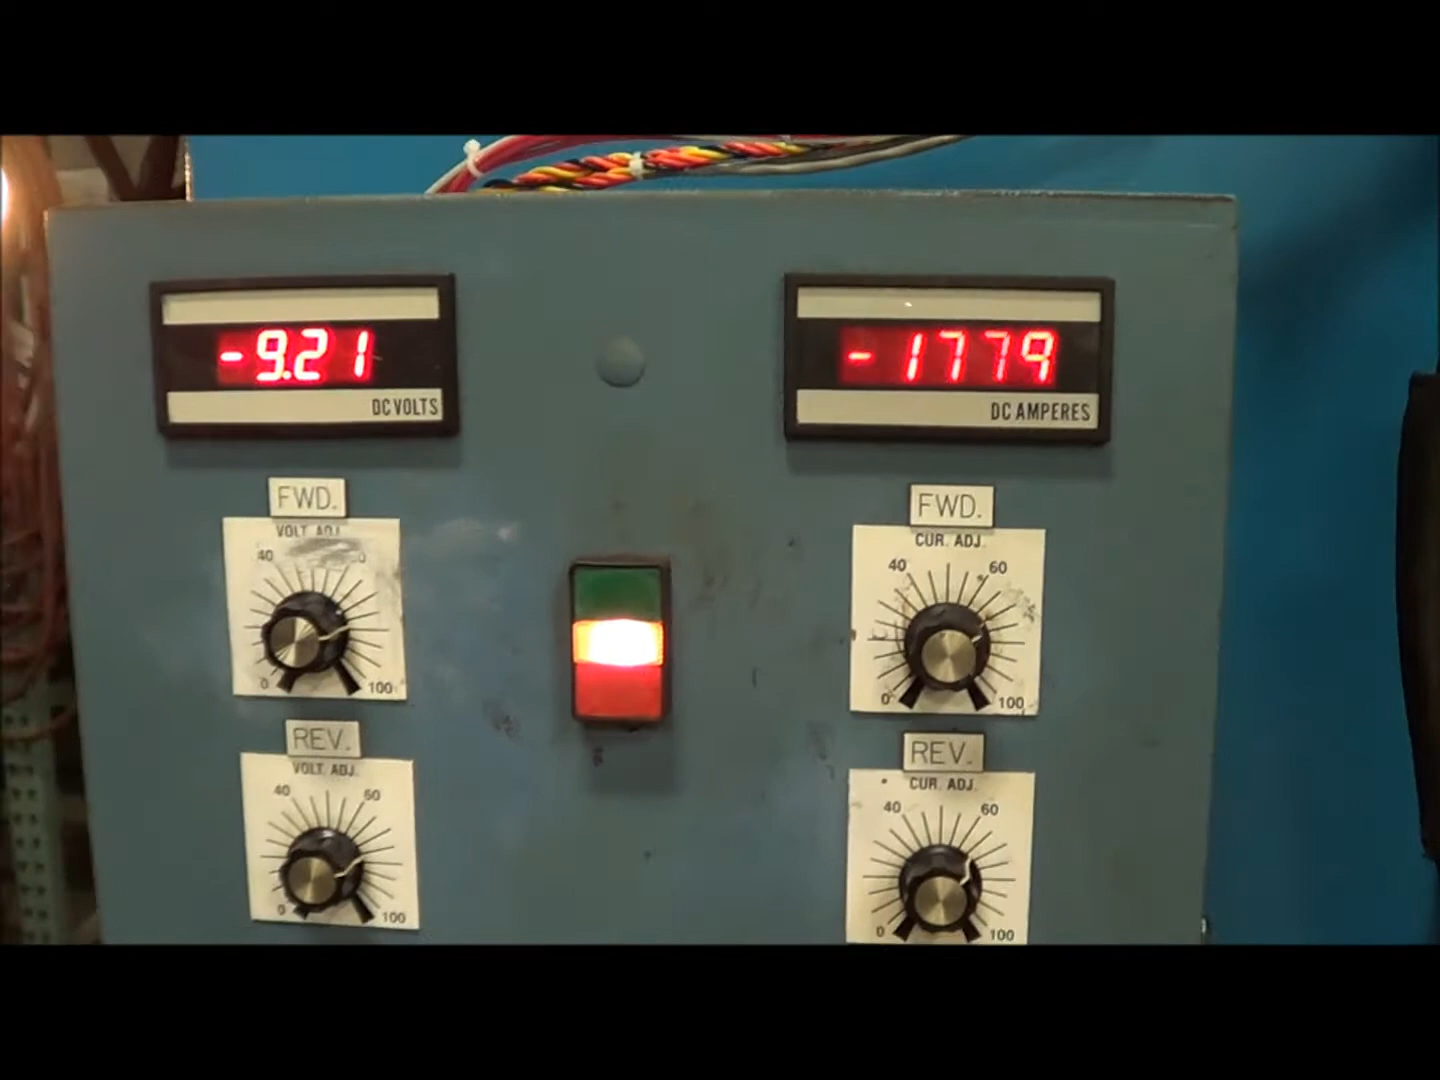 -9.21
DC VOLTS
-1779
DC AMPERES
FWD.
VOLT ADJ.
40
0 100
FWD.
CUR. ADJ.
40 60
0 100
REV.
VOLT ADJ.
40 60
0 100
REV.
CUR. ADJ.
40 60
0 100